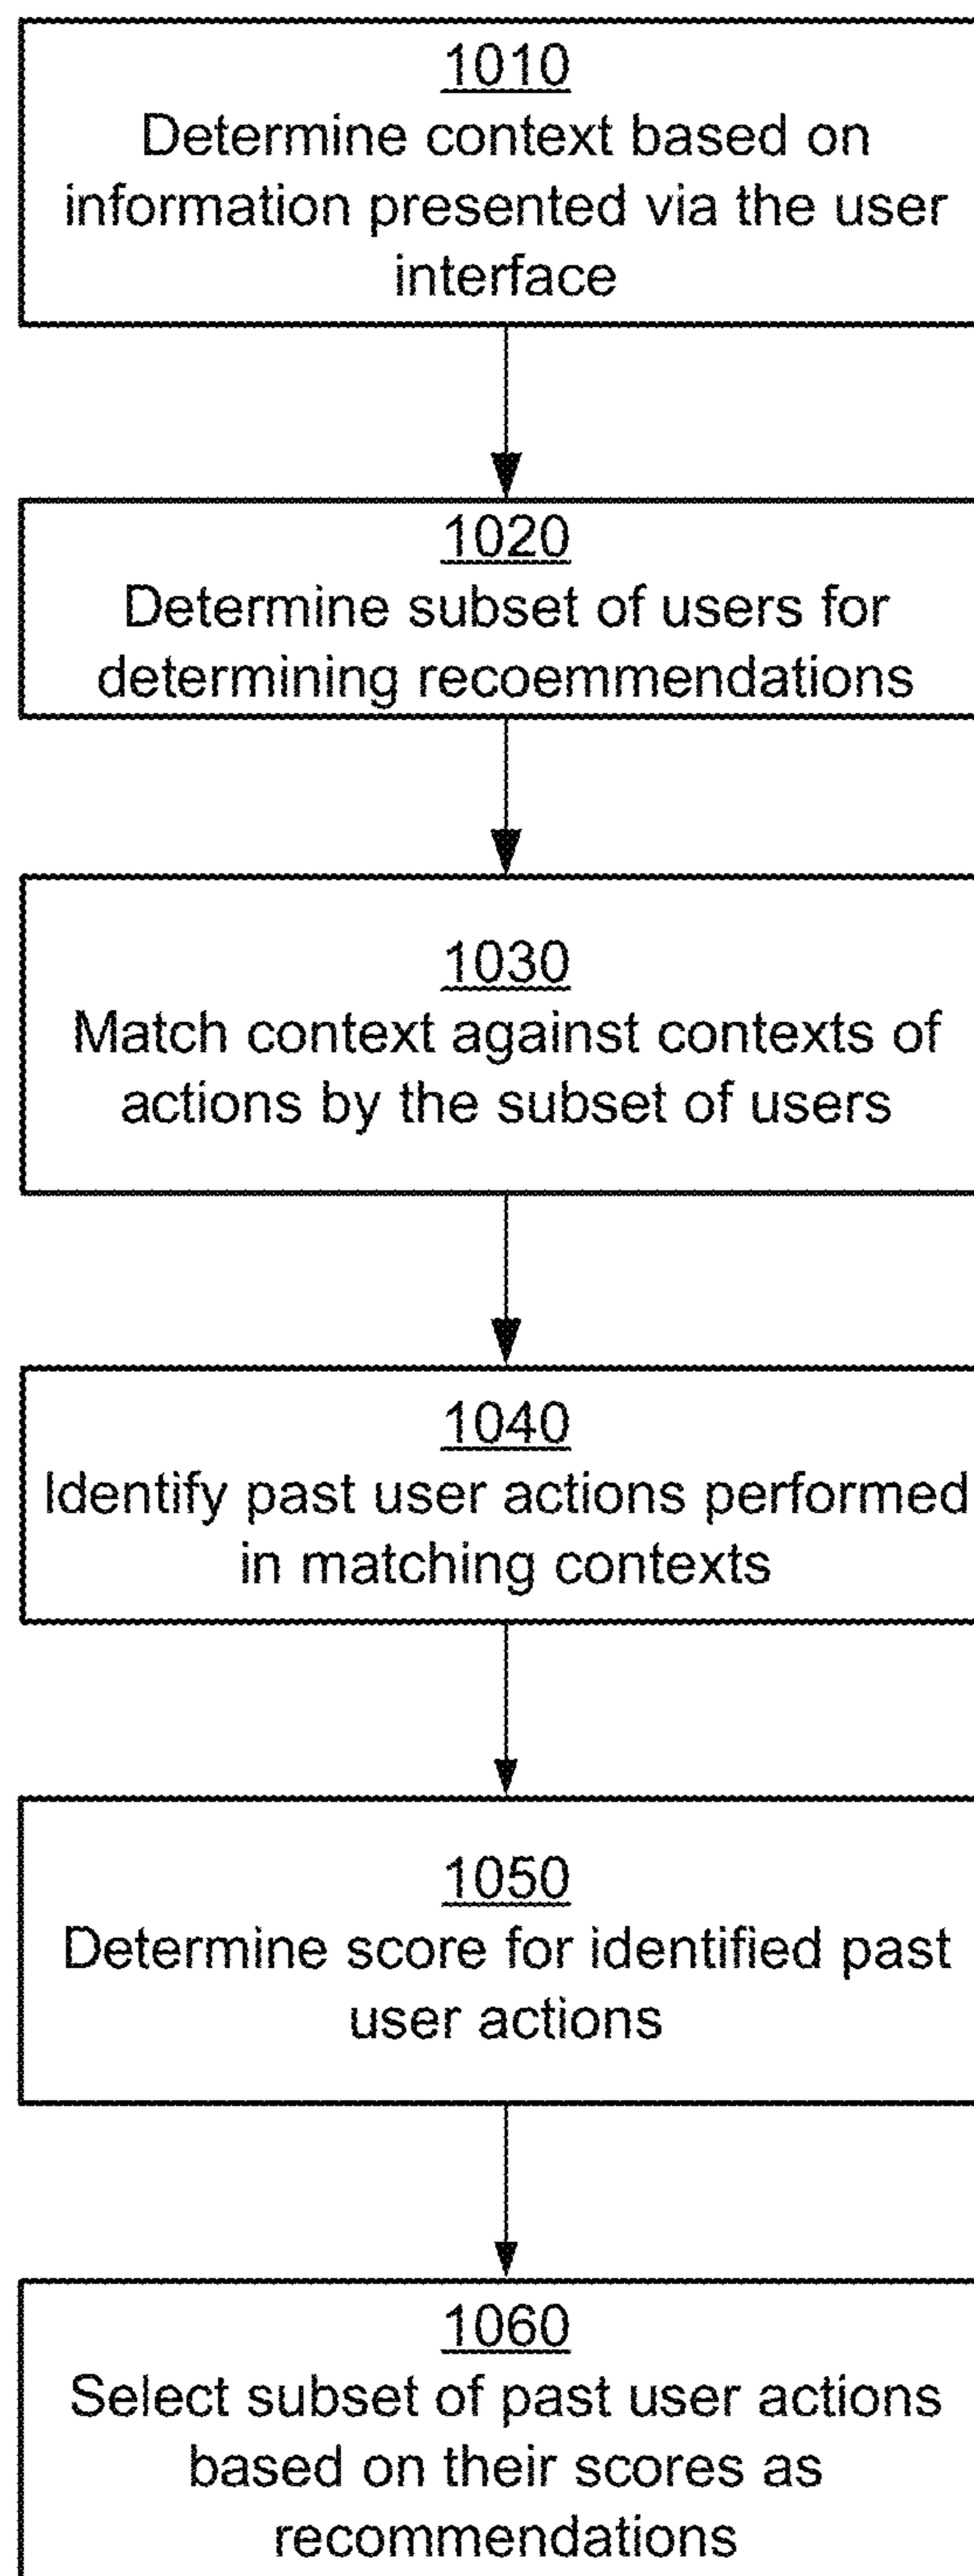 1010
Determine context based on
information presented via the user
interface
1020
Determine subset of users for
determining recoemmendations
1030
Match context against contexts of
actions by the subset of users
1040
Identify past user actions performed
in matching contexts
1050
Determine score for identified past
user actions
1060
Select subset of past user actions
based on their scores as
recommendations